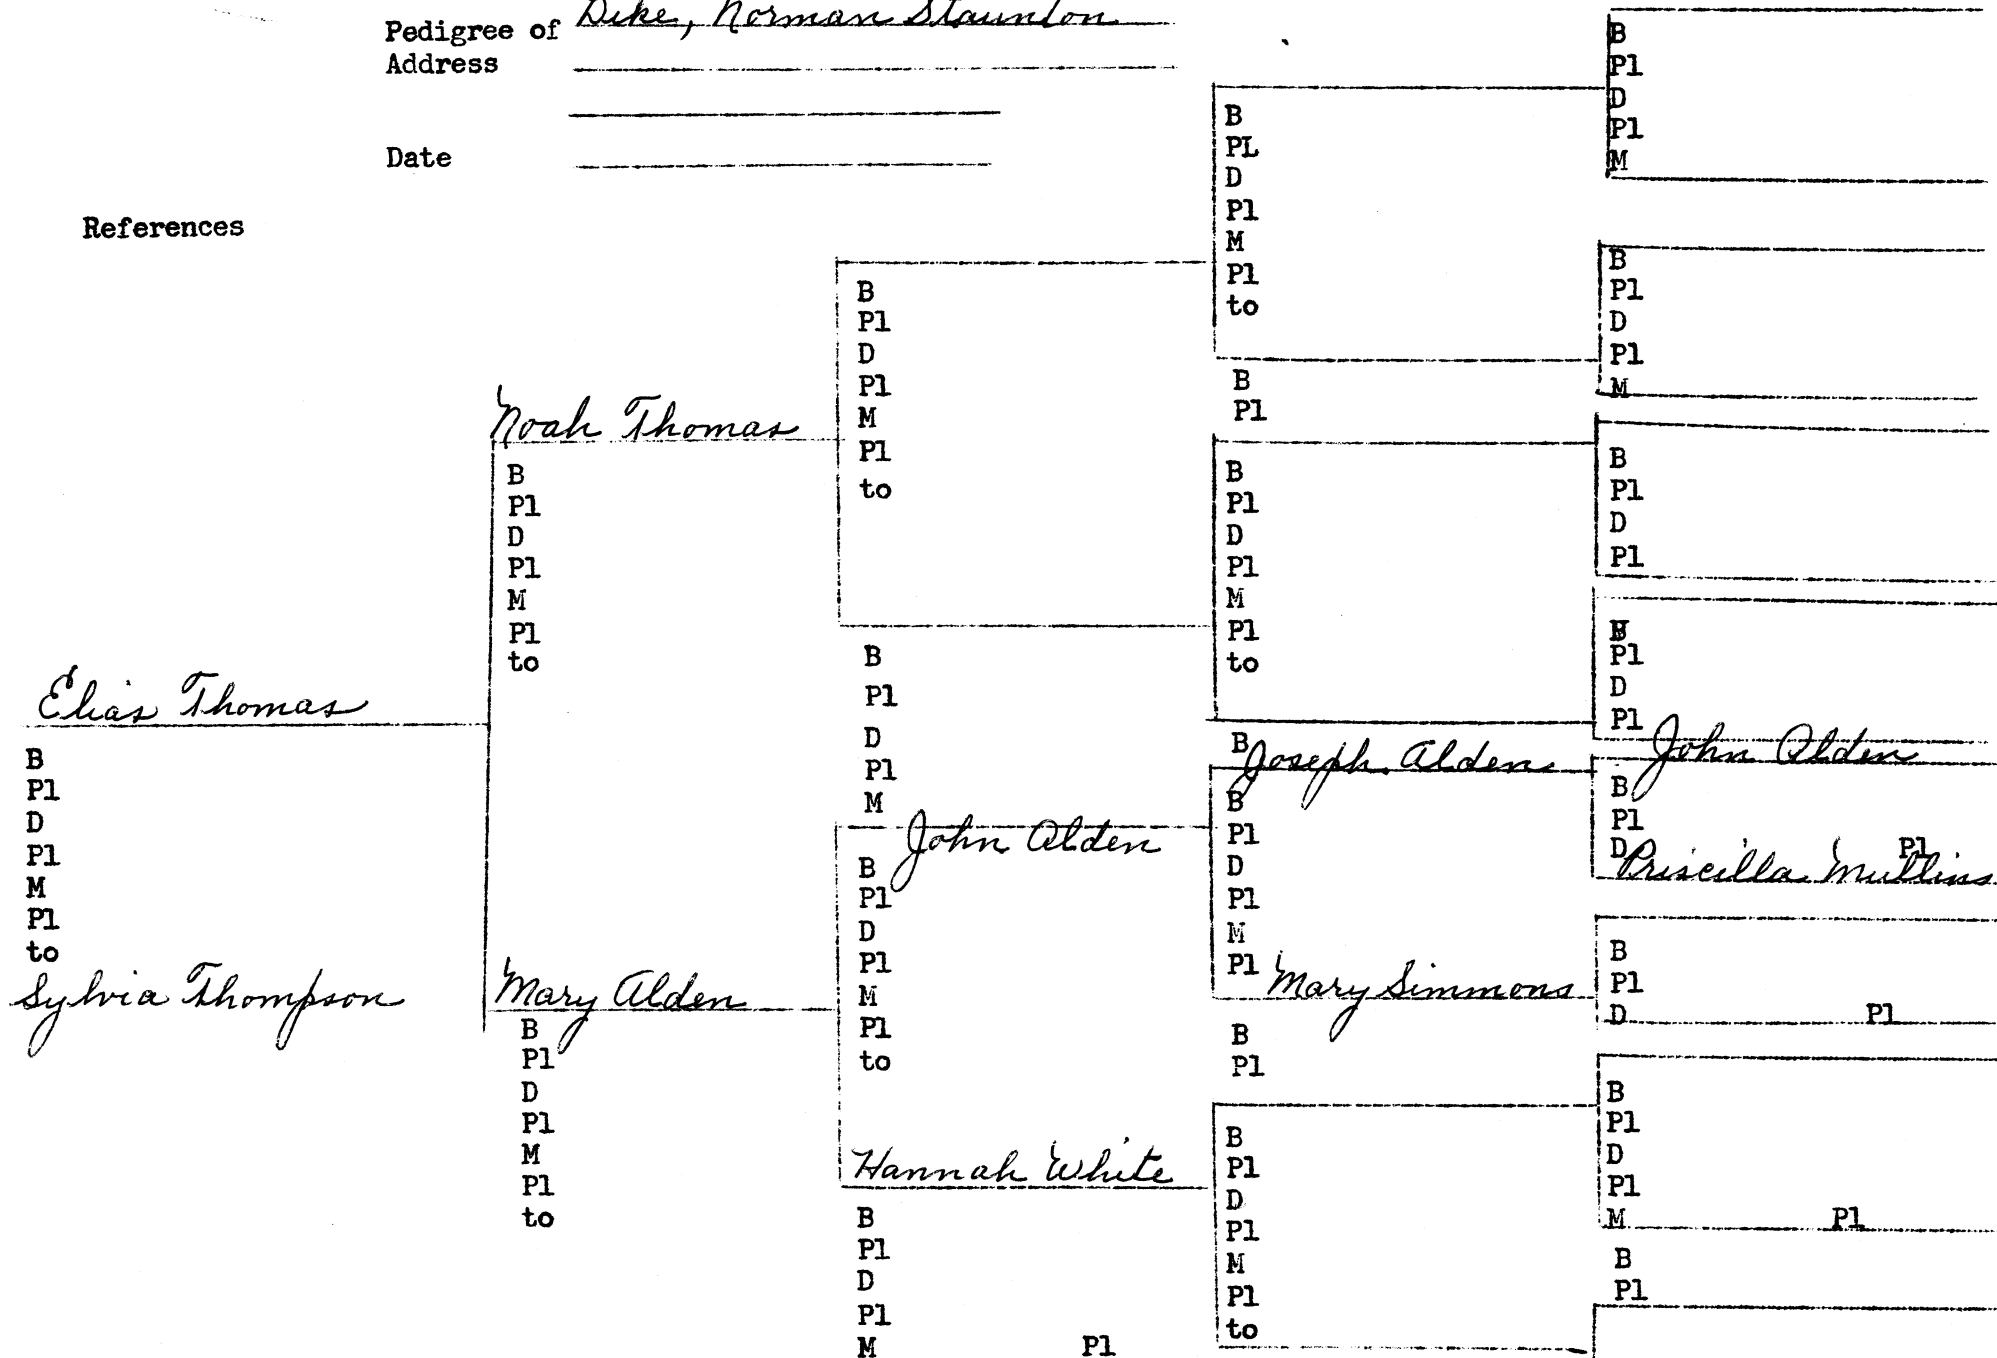 Pedigree of Dike, Norman Staunton
Address
Date
References
Elias Thomas
B
Pl
D
Pl
M
Pl
to
Sylvia Thompson
Noah Thomas
B
Pl
D
Pl
M
Pl
to
Mary Alden
B
Pl
D
Pl
M
Pl
to
B
Pl
D
Pl
M
Pl
to
B
Pl
D
Pl
M
John Alden
B
Pl
D
Pl
M
Pl
to
Hannah White
B
Pl
D
Pl
M Pl
B
PL
D
Pl
M
Pl
to
B
Pl
B
Pl
D
Pl
M
Pl
to
B
Joseph Alden
B
Pl
D
Pl
M
Pl
Mary Simmons
B
Pl
B
Pl
D
Pl
M
Pl
to
B
Pl
D
Pl
M
B
Pl
D
Pl
M
B
Pl
D
Pl
B
Pl
D
Pl
John Alden
B
Pl
D Pl
Priscilla Mullins
B
Pl
D Pl
B
Pl
D
Pl
M Pl
B
Pl